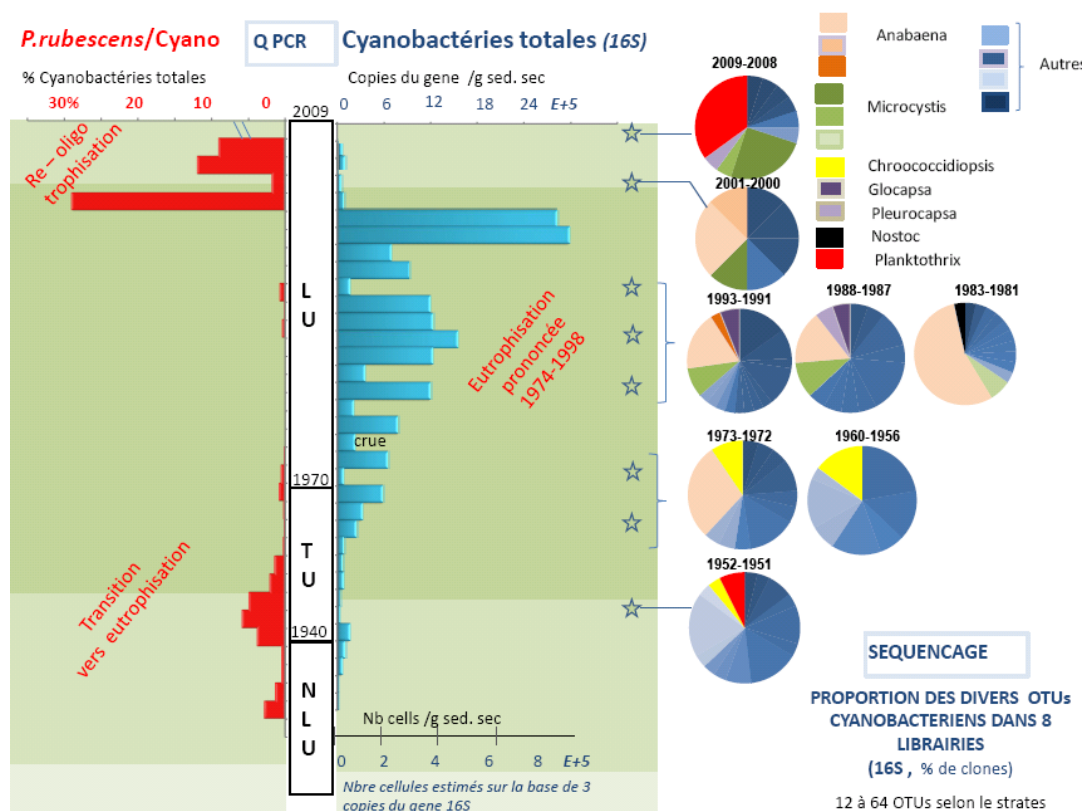 P.rubescens/Cyano
Q PCR
Cyanobactéries totales (16S)
% Cyanobactéries totales
Copies du gene /g sed. sec
30% 20 10 0
2009
0 6 12 18 24 E+5
Re – oligo
trophisation
L
U
Eutrophisation
prononcée
1974-1998
crue
1970
T
U
Transition
vers eutrophisation
1940
N
L
U
Nb cells /g sed. sec
0 2 4 6 8 E+5
Nbre cellules estimés sur la base de 3
copies du gene 16S
2009-2008
2001-2000
1993-1991
1988-1987
1983-1981
1973-1972
1960-1956
1952-1951
Anabaena
Microcystis
Chroococcidiopsis
Glocapsa
Pleurocapsa
Nostoc
Planktothrix
Autres
SEQUENCAGE
PROPORTION DES DIVERS OTUs
CYANOBACTERIENS DANS 8
LIBRAIRIES
(16S , % de clones)
12 à 64 OTUs selon le strates